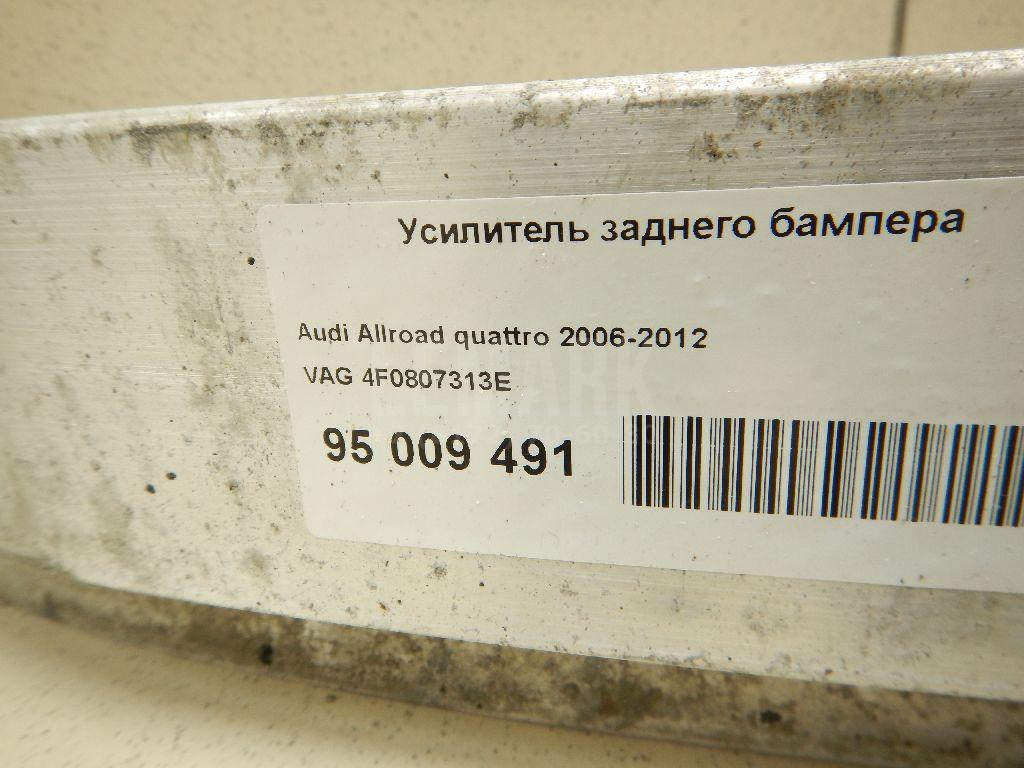 Усилитель заднего бампера
Audi Allroad quattro 2006-2012
VAG 4F0807313E
95 009 491